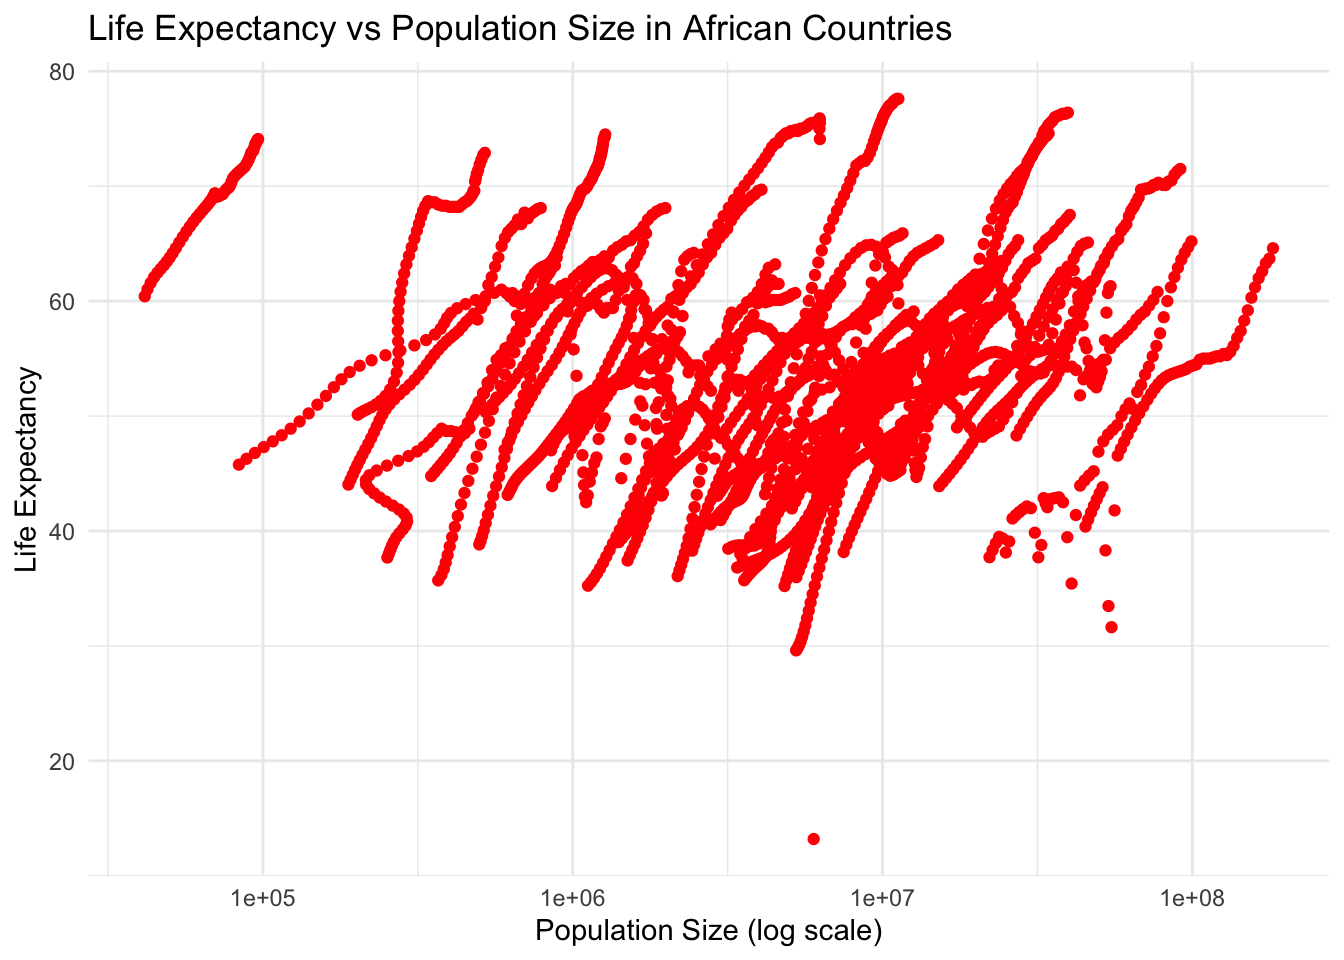 Life Expectancy vs Population Size in African Countries
80
60
40
20
Life Expectancy
1e+05 1e+06 1e+07 1e+08
Population Size (log scale)